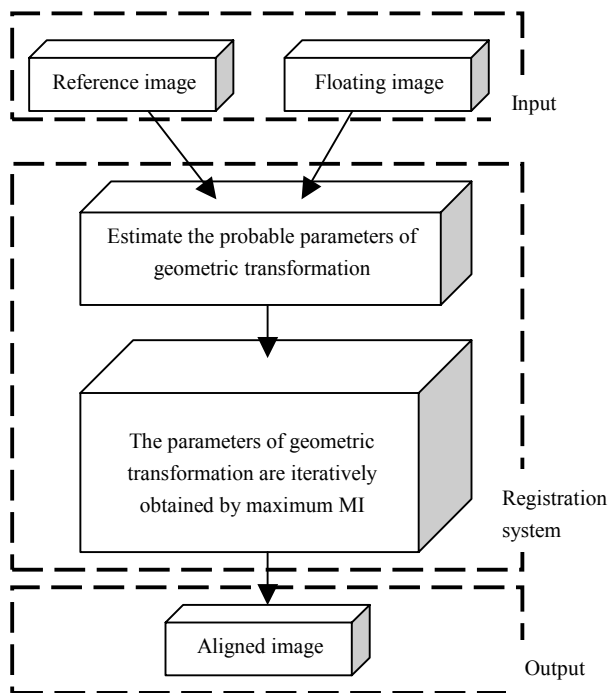 Reference image
Floating image
Input
Estimate the probable parameters of
geometric transformation
The parameters of geometric
transformation are iteratively
obtained by maximum MI
Registration
system
Aligned image
Output